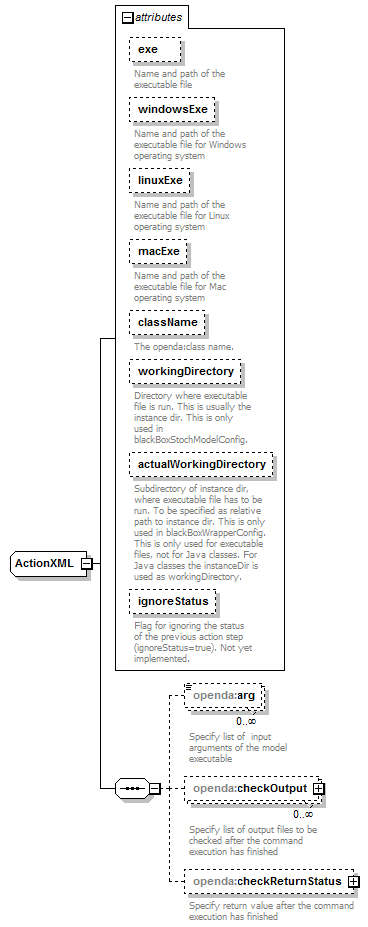 attributes
exe
Name and path of the
executable file
windowsExe
Name and path of the
executable file for Windows
operating system
linuxExe
Name and path of the
executable file for Linux
operating system
macExe
Name and path of the
executable file for Mac
operating system
className
The openda:class name.
workingDirectory
Directory where executable
file is run. This is usually the
instance dir. This is only
used in
blackBoxStochModelConfig.
actualWorkingDirectory
Subdirectory of instance dir,
where executable file has to be
run. To be specified as relative
path to instance dir. This is only
used in blackBoxWrapperConfig.
This is only used for executable
files, not for Java classes. For
Java classes the instanceDir is
used as workingDirectory.
ActionXML
ignoreStatus
Flag for ignoring the status
of the previous action step
(ignoreStatus=true). Not yet
implemented.
openda:arg
0..∞
Specify list of input
arguments of the model
executable
openda:checkOutput
0..∞
Specify list of output files to be
checked after the command
execution has finished
openda:checkReturnStatus
Specify return value after the command
execution has finished